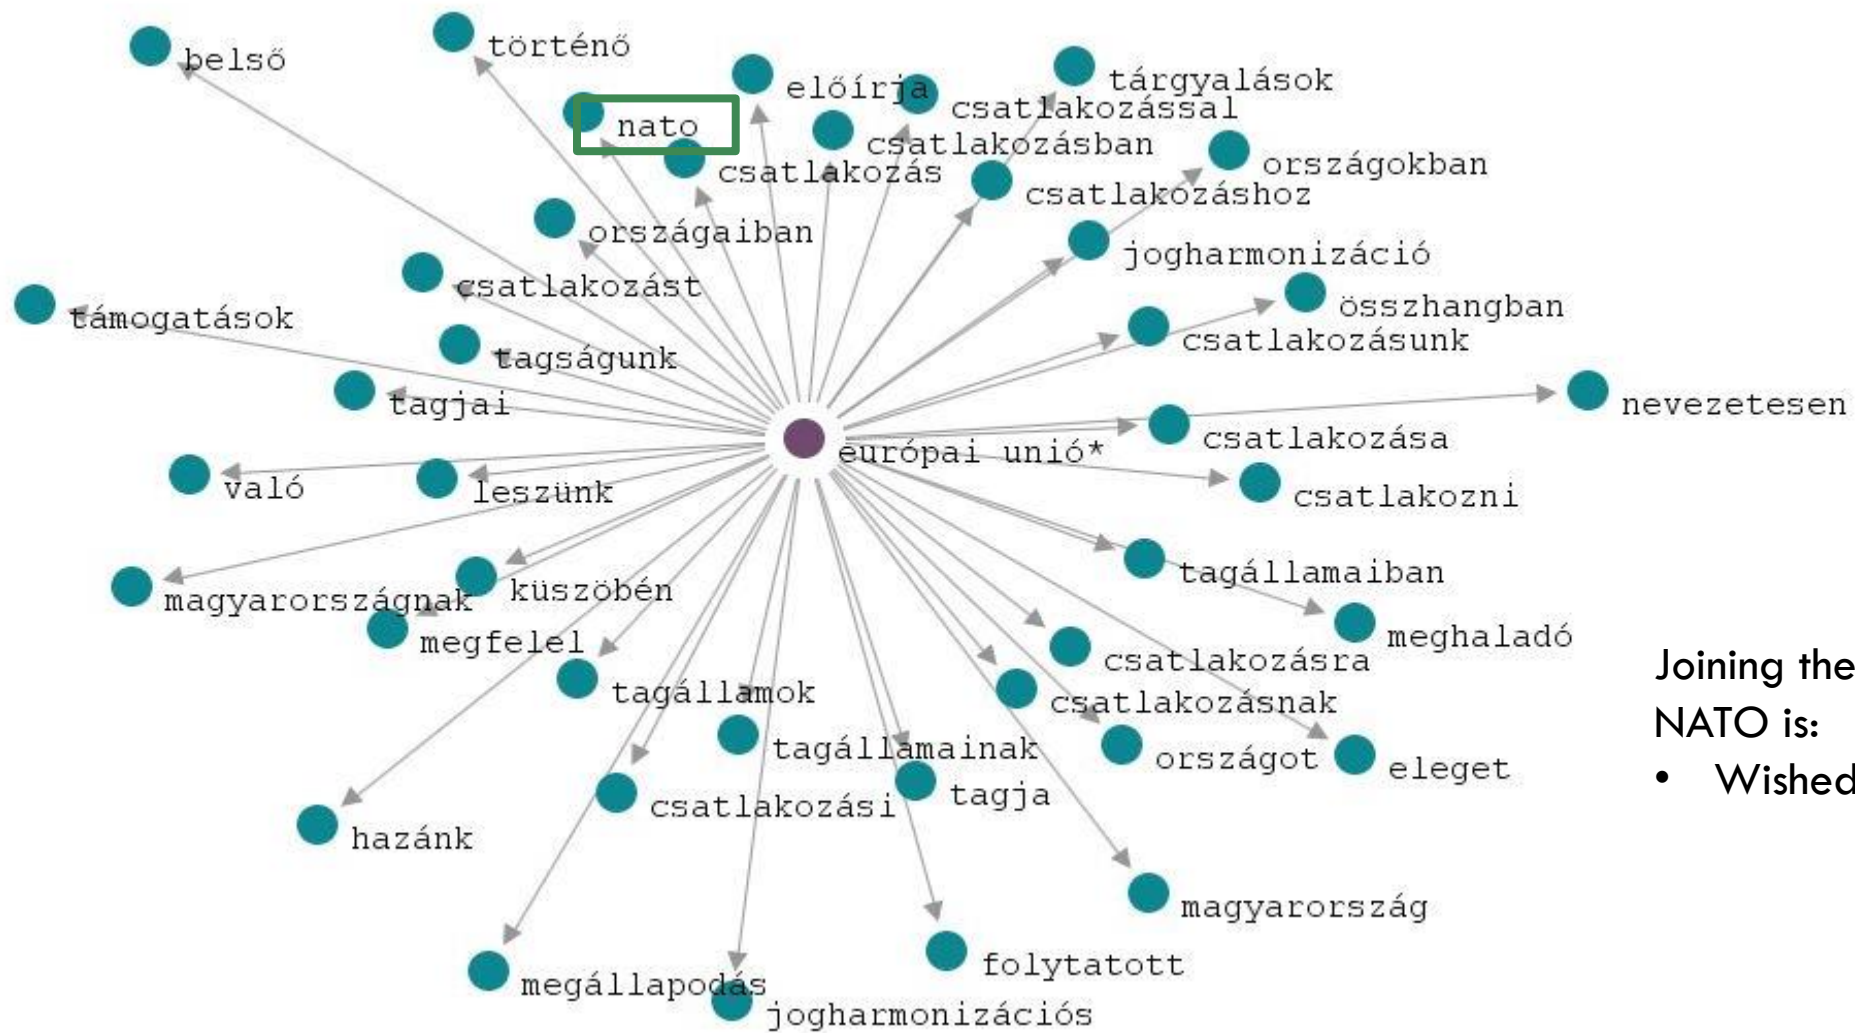 belső
történő
nato
előírja
csatlakozással
tárgyalások
csatlakozásban
csatlakozás
csatlakozáshoz
országokban
országaiban
jogharmonizáció
csatlakozást
összhangban
támogatások
csatlakozásunk
tagságunk
tagjai
nevezetesen
európai unió*
csatlakozása
való
leszünk
csatlakozni
magyarországnak
küszöbén
tagállamaiban
megfelel
meghaladó
csatlakozásra
tagállamok
csatlakozásnak
tagállamainak
országot
eleget
csatlakozási
tagja
hazánk
magyarország
folytatott
megállapodás
jogharmonizációs
Joining the
NATO is:
• Wished